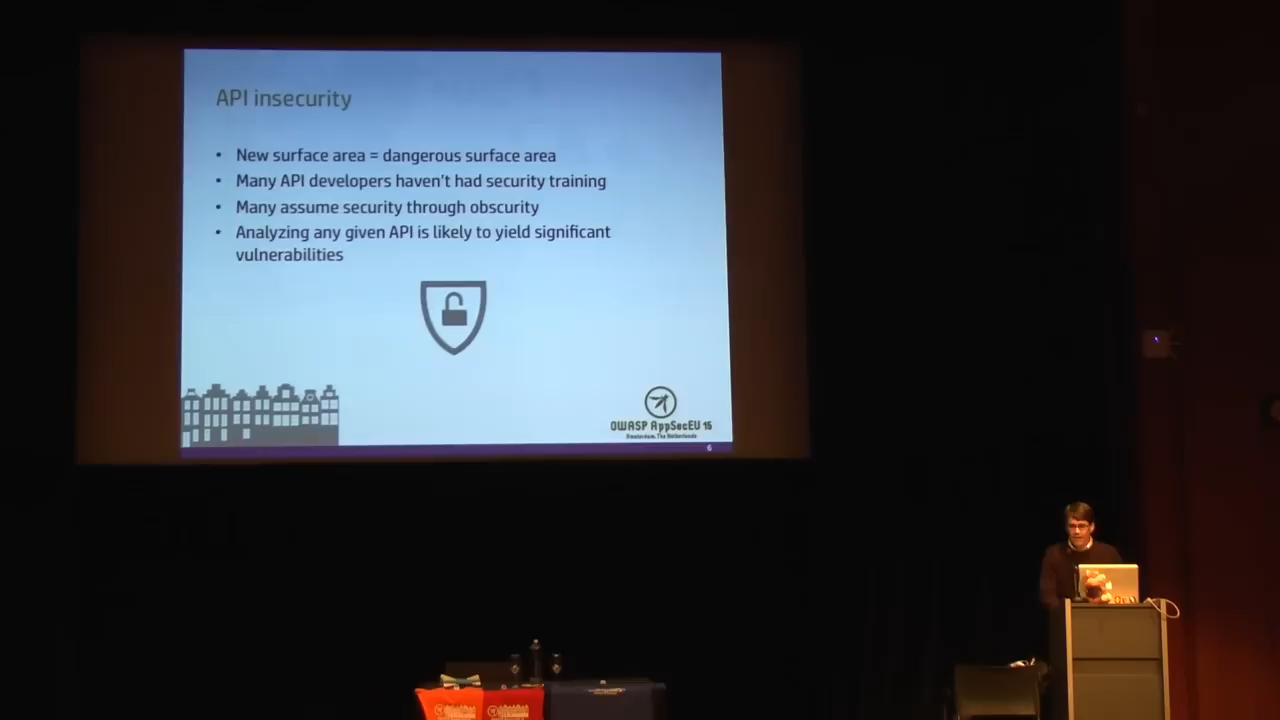 API insecurity
• New surface area = dangerous surface area
• Many API developers haven't had security training
• Many assume security through obscurity
• Analyzing any given API is likely to yield significant
vulnerabilities
OWASP AppSecEU 15
Amsterdam, The Netherlands
6